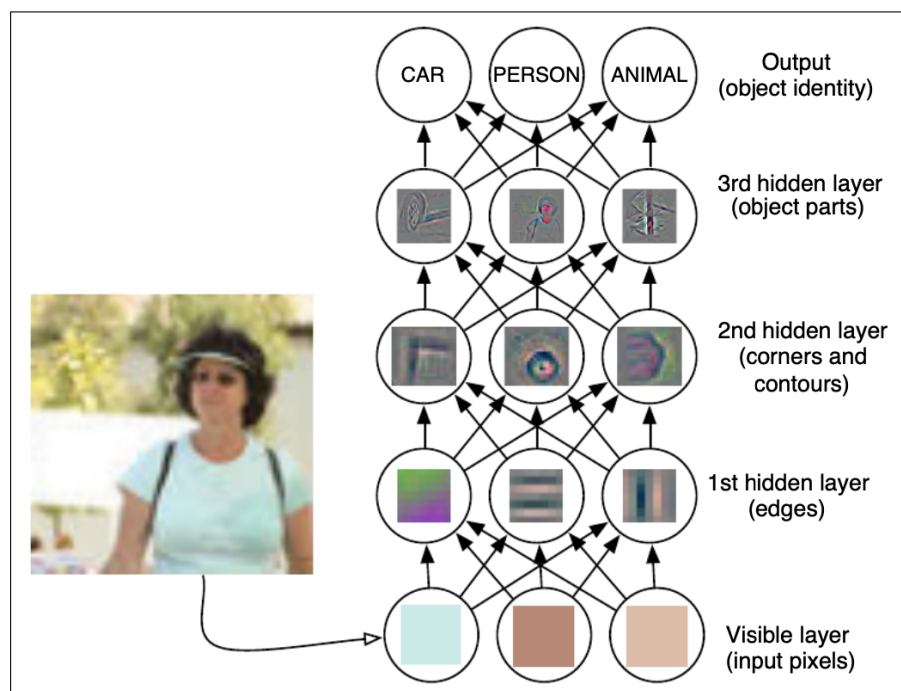 CAR
PERSON
ANIMAL
Output
(object identity)
3rd hidden layer
(object parts)
2nd hidden layer
(corners and
contours)
1st hidden layer
(edges)
Visible layer
(input pixels)